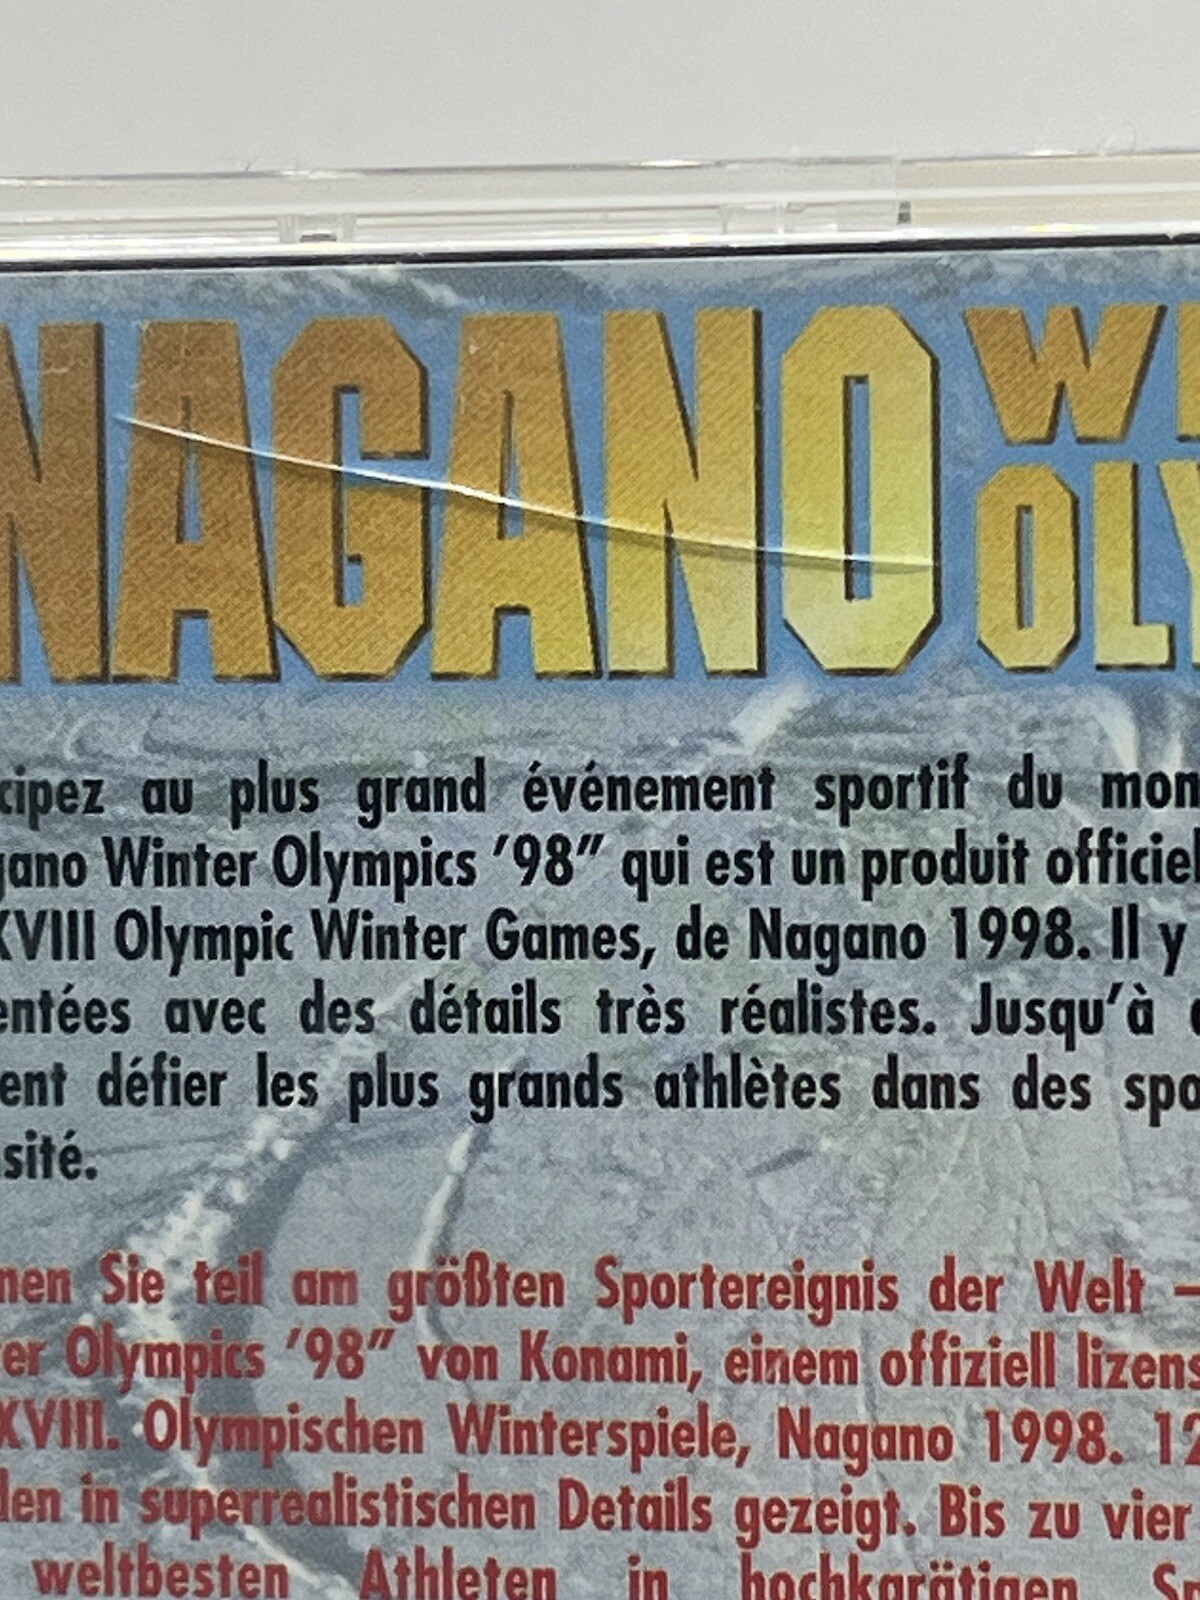 NAGANO W
OLY
cipez au plus grand événement sportif du mon
gano Winter Olympics '98" qui est un produit officiel
XVIII Olympic Winter Games, de Nagano 1998. Il y
entées avec des détails très réalistes. Jusqu'à
ent défier les plus grands athlètes dans des spo
sité.
nen Sie teil am größten Sportereignis der Welt –
er Olympics '98" von Konami, einem offiziell lizens
XVIII. Olympischen Winterspiele, Nagano 1998. 12
den in superrealistischen Details gezeigt. Bis zu vier
weltbesten Athleten in hochkarätigen Sp